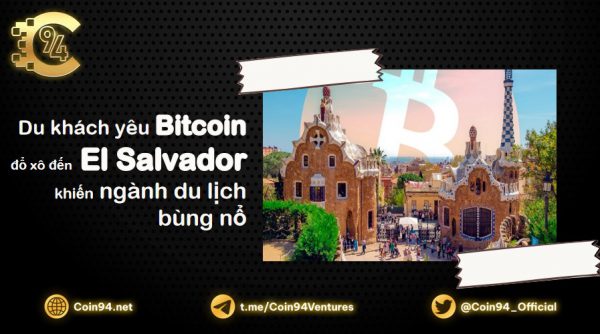 C94
Du khách yêu Bitcoin
đổ xô đến El Salvador
khiến ngành du lịch
bùng nổ
Coin94.net
t.me/Coin94Ventures
@Coin94_Official